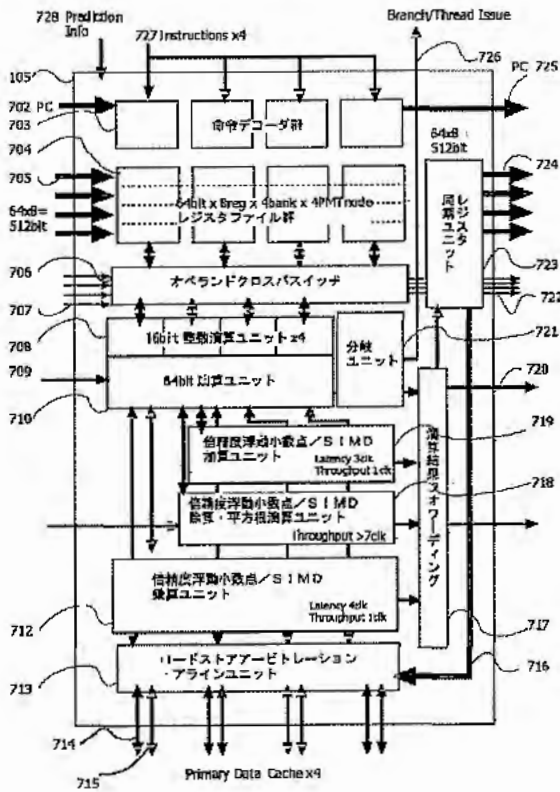 728 Prediction
Info
727 Instructions x4
Branch/Thread Issue
726
PC
725
105
702 PC
703
命令デコーダ群
64x8=
512bit
724
704
705
64bit x 8reg x 4bank x 4PMT node
レジスタファイル群
64x8=
512bit
レジスタ
同期ユニット
723
706
オペランドクロスバスイッチ
707
722
708
16bit 整数演算ユニット x4
分岐
ユニット
721
709
64bit 演算ユニット
720
710
倍精度浮動小数点／SIMD
加算ユニット
Latency 3clk
Throughput 1clk
719
倍精度浮動小数点／SIMD
除算・平方根演算ユニット
Throughput >7clk
718
演算結果フォワーディング
倍精度浮動小数点／SIMD
乗算ユニット
Latency 4clk
Throughput 1clk
712
717
ロードストアアービトレーション
・アラインユニット
713
716
714
715
Primary Data Cache x4